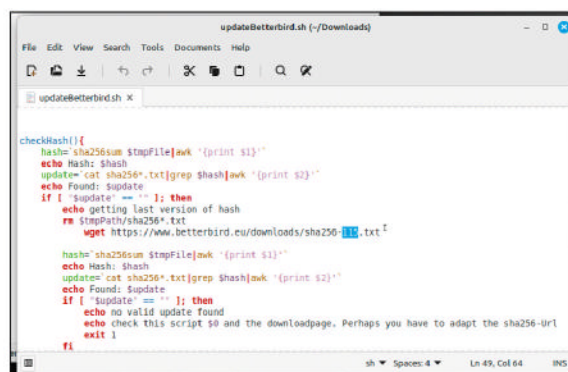 updateBetterbird.sh (~/Downloads)
File Edit View Search Tools Documents Help
updateBetterbird.sh ×
checkHash(){
    hash=`sha256sum $tmpFile|awk '{print $1}'`
    echo Hash: $hash
    update=`cat sha256*.txt|grep $hash|awk '{print $2}'`
    echo Found: $update
    if [ "$update" == "" ]; then
        echo getting last version of hash
        rm $tmpPath/sha256*.txt
            wget https://www.betterbird.eu/downloads/sha256-115.txt
        hash=`sha256sum $tmpFile|awk '{print $1}'`
        echo Hash: $hash
        update=`cat sha256*.txt|grep $hash|awk '{print $2}'`
        echo Found: $update
        if [ "$update" == "" ]; then
            echo no valid update found
            echo check this script $0 and the downloadpage. Perhaps you have to adapt the sha256-Url
            exit 1
        fi
sh Spaces: 4 Ln 49, Col 64 INS